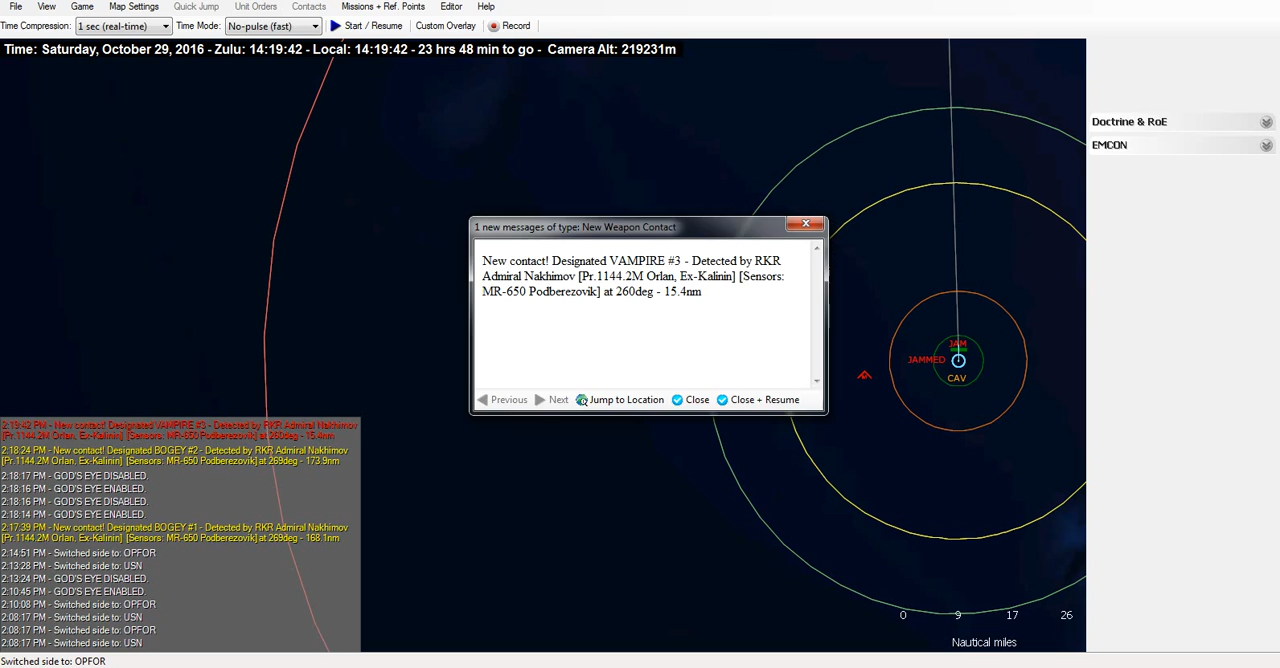 File View Game Map Settings Quick Jump Unit Orders Contacts Missions + Ref. Points Editor Help
Time Compression: 1 sec (real-time) Time Mode: No-pulse (fast) Start / Resume Custom Overlay Record
Time: Saturday, October 29, 2016 - Zulu: 14:19:42 - Local: 14:19:42 - 23 hrs 48 min to go - Camera Alt: 219231m
Doctrine & RoE
EMCON
1 new messages of type: New Weapon Contact
New contact! Designated VAMPIRE #3 - Detected by RKR
Admiral Nakhimov [Pr.1144.2M Orlan, Ex-Kalinin] [Sensors:
MR-650 Podberezovik] at 260deg - 15.4nm
Previous Next Jump to Location Close Close + Resume
JAM
JAMMED
CAV
2:19:42 PM - New contact! Designated VAMPIRE #3 - Detected by RKR Admiral Nakhimov
[Pr.1144.2M Orlan, Ex-Kalinin] [Sensors: MR-650 Podberezovik] at 260deg - 15.4nm
2:18:24 PM - New contact! Designated BOGEY #2 - Detected by RKR Admiral Nakhimov
[Pr.1144.2M Orlan, Ex-Kalinin] [Sensors: MR-650 Podberezovik] at 269deg - 173.9nm
2:18:17 PM - GOD'S EYE DISABLED.
2:18:16 PM - GOD'S EYE ENABLED.
2:18:16 PM - GOD'S EYE DISABLED.
2:18:14 PM - GOD'S EYE ENABLED.
2:17:39 PM - New contact! Designated BOGEY #1 - Detected by RKR Admiral Nakhimov
[Pr.1144.2M Orlan, Ex-Kalinin] [Sensors: MR-650 Podberezovik] at 269deg - 168.1nm
2:14:51 PM - Switched side to: OPFOR
2:13:28 PM - Switched side to: USN
2:13:24 PM - GOD'S EYE DISABLED.
2:10:45 PM - GOD'S EYE ENABLED.
2:10:08 PM - Switched side to: OPFOR
2:08:17 PM - Switched side to: USN
2:08:17 PM - Switched side to: OPFOR
2:08:17 PM - Switched side to: USN
0 9 17 26
Nautical miles
Switched side to: OPFOR